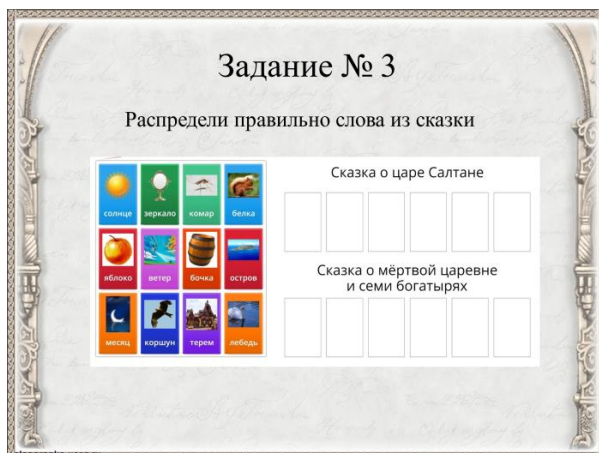 Задание № 3
Распредели правильно слова из сказки
солнце зеркало комар белка
яблоко ветер бочка остров
месяц коршун терем лебедь
Сказка о царе Салтане
Сказка о мёртвой царевне
и семи богатырях